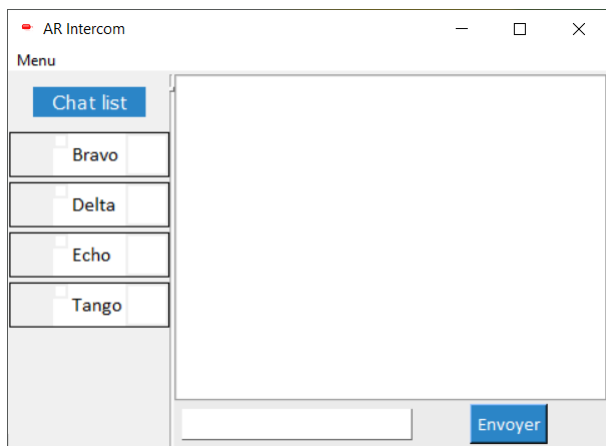 AR Intercom
Menu
Chat list
Bravo
Delta
Echo
Tango
Envoyer